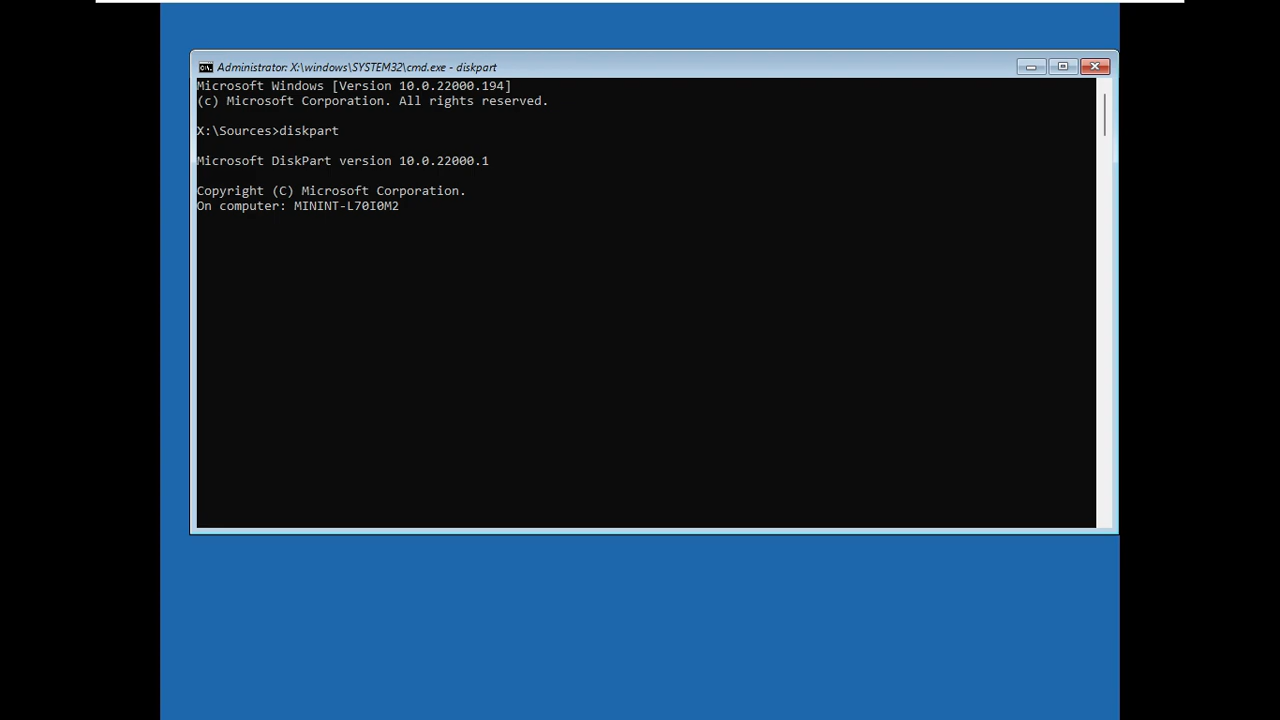 Administrator: X:\windows\SYSTEM32\cmd.exe - diskpart
Microsoft Windows [Version 10.0.22000.194]
(c) Microsoft Corporation. All rights reserved.
X:\Sources>diskpart
Microsoft DiskPart version 10.0.22000.1
Copyright (C) Microsoft Corporation.
On computer: MININT-L70I0M2